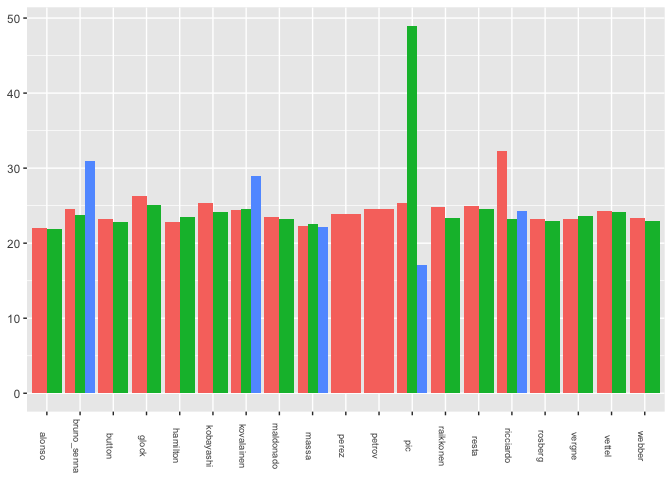 50
40
30
20
10
0
alonso
bruno_senna
button
glock
hamilton
kobayashi
kovalainen
maldonado
massa
perez
petrov
pic
raikkonen
resta
ricciardo
rosberg
vergne
vettel
webber